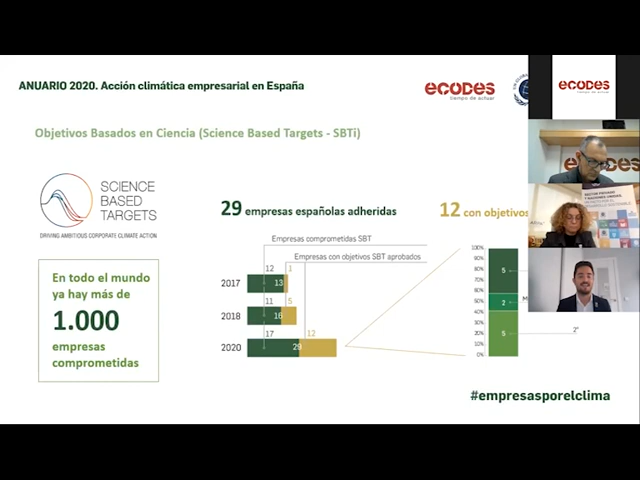 ANUARIO 2020. Acción climática empresarial en España
ecodes
tiempo de actuar
ecodes
tiempo de actuar
Objetivos Basados en Ciencia (Science Based Targets - SBTi)
SCIENCE
BASED
TARGETS
DRIVING AMBITIOUS CORPORATE CLIMATE ACTION
29 empresas españolas adheridas
12 con objetivos
Empresas comprometidas SBT
Empresas con objetivos SBT aprobados
12 1
2017 13
11 5
2018 16
17 12
2020 29
100%
90%
80%
70%
60%
50%
40%
30%
20%
10%
0%
5
2
5
2°
En todo el mundo
ya hay más de
1.000
empresas
comprometidas
#empresasporelclima